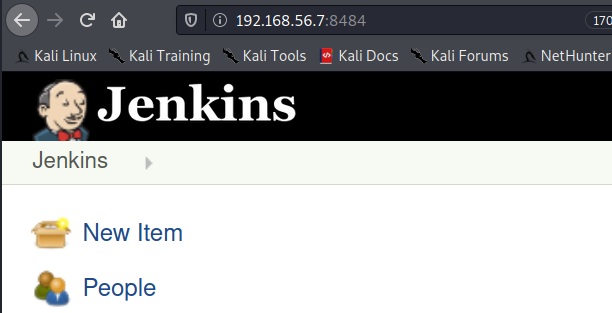 192.168.56.7:8484 170
Kali Linux Kali Training Kali Tools Kali Docs Kali Forums NetHunter
Jenkins
Jenkins
New Item
People